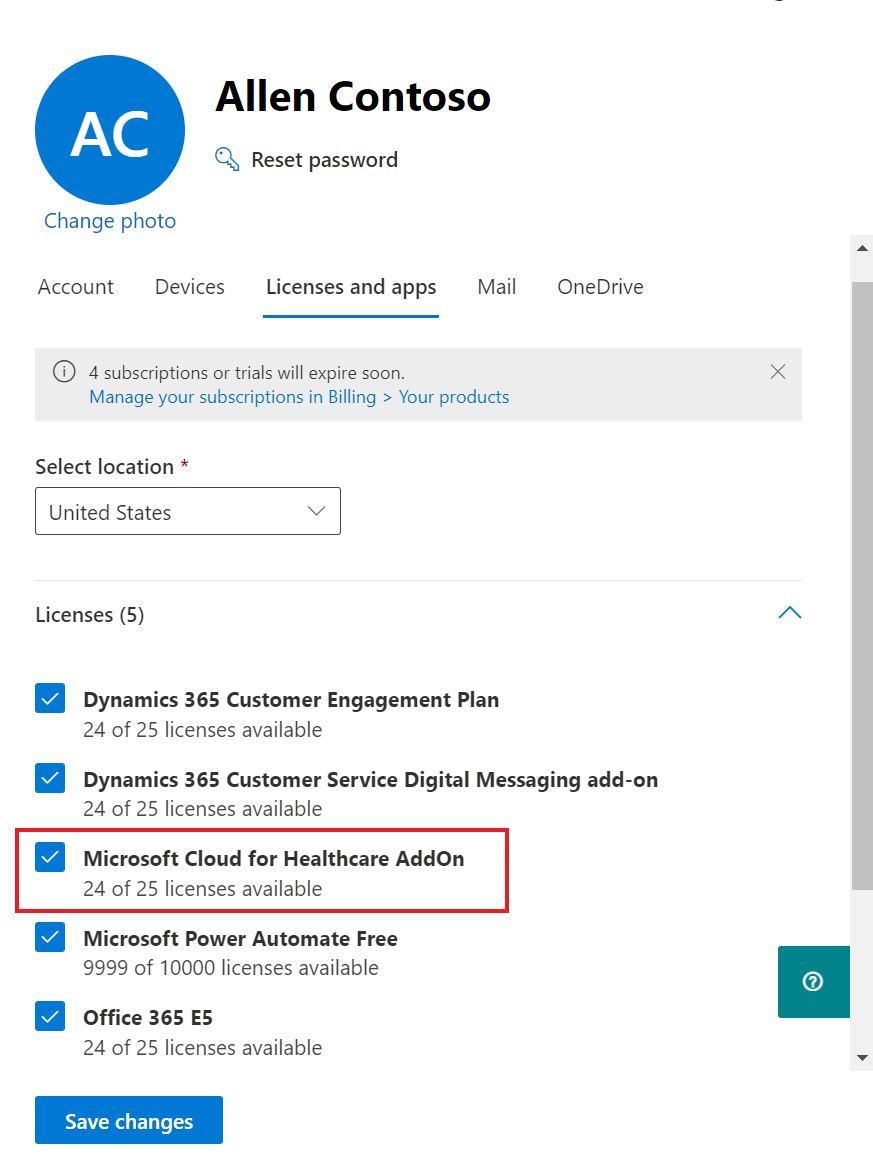 AC
Allen Contoso
Reset password
Change photo
Account Devices Licenses and apps Mail OneDrive
4 subscriptions or trials will expire soon.
Manage your subscriptions in Billing > Your products
Select location *
United States
Licenses (5)
Dynamics 365 Customer Engagement Plan
24 of 25 licenses available
Dynamics 365 Customer Service Digital Messaging add-on
24 of 25 licenses available
Microsoft Cloud for Healthcare AddOn
24 of 25 licenses available
Microsoft Power Automate Free
9999 of 10000 licenses available
Office 365 E5
24 of 25 licenses available
Save changes